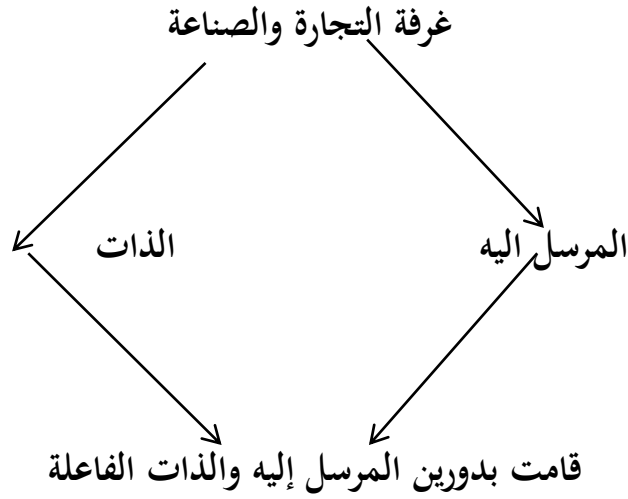 غرفة التجارة والصناعة
المرسل اليه
الذات
قامت بدورين المرسل إليه والذات الفاعلة